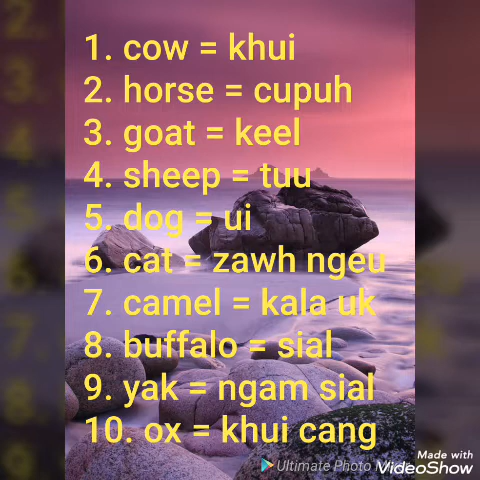 1. cow = khui
2. horse = cupuh
3. goat = keel
4. sheep = tuu
5. dog = ui
6. cat = zawh ngeu
7. camel = kala uk
8. buffalo = sial
9. yak = ngam sial
10. ox = khui cang
Ultimate Photo
Made with
VideoShow